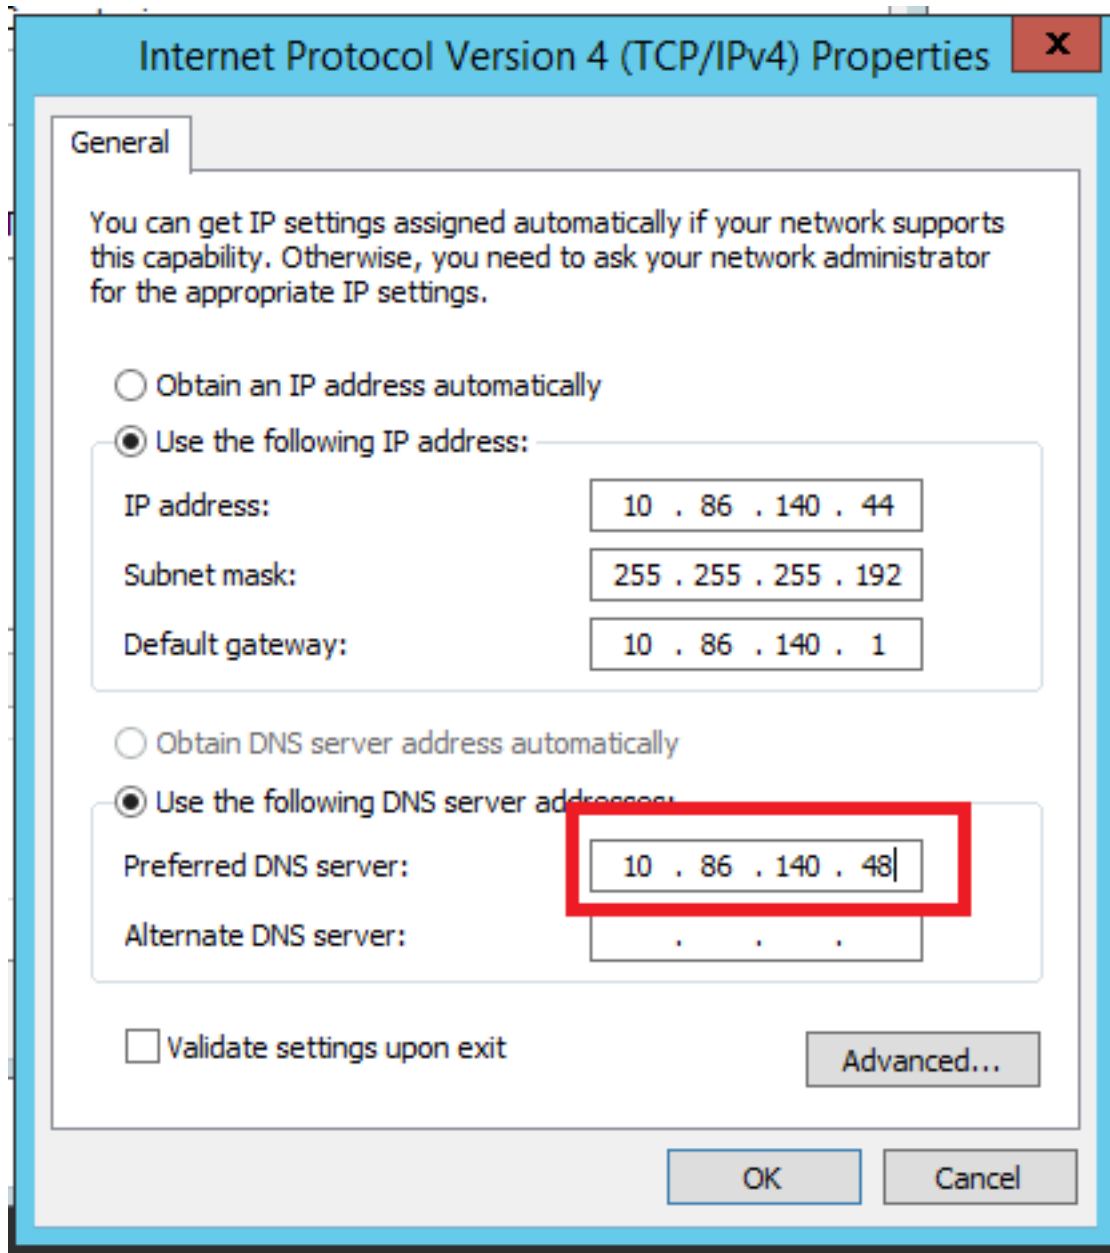 Internet Protocol Version 4 (TCP/IPv4) Properties
x
General
You can get IP settings assigned automatically if your network supports
this capability. Otherwise, you need to ask your network administrator
for the appropriate IP settings.
Obtain an IP address automatically
Use the following IP address:
IP address: 10 . 86 . 140 . 44
Subnet mask: 255 . 255 . 255 . 192
Default gateway: 10 . 86 . 140 . 1
Obtain DNS server address automatically
Use the following DNS server addresses:
Preferred DNS server: 10 . 86 . 140 . 48
Alternate DNS server: . . .
Validate settings upon exit
Advanced...
OK Cancel